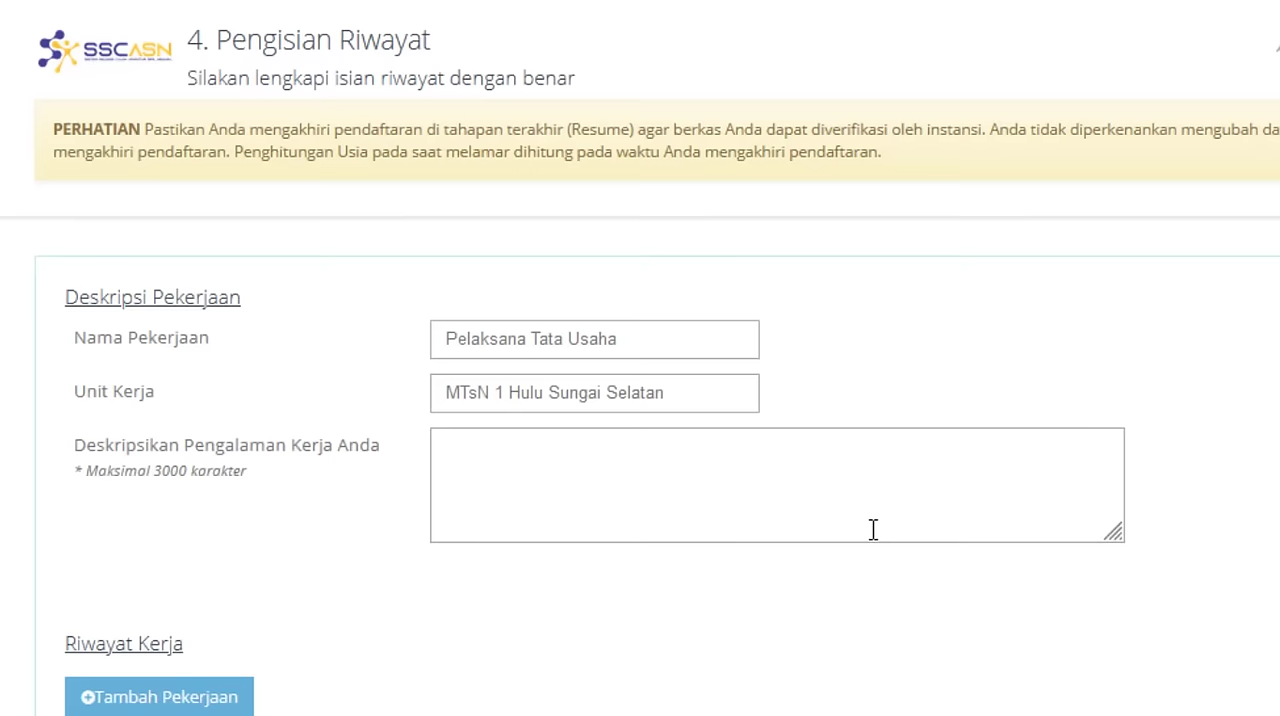 SSCASN
4. Pengisian Riwayat
Silakan lengkapi isian riwayat dengan benar
PERHATIAN Pastikan Anda mengakhiri pendaftaran di tahapan terakhir (Resume) agar berkas Anda dapat diverifikasi oleh instansi. Anda tidak diperkenankan mengubah da
mengakhiri pendaftaran. Penghitungan Usia pada saat melamar dihitung pada waktu Anda mengakhiri pendaftaran.
Deskripsi Pekerjaan
Nama Pekerjaan
Pelaksana Tata Usaha
Unit Kerja
MTsN 1 Hulu Sungai Selatan
Deskripsikan Pengalaman Kerja Anda
* Maksimal 3000 karakter
Riwayat Kerja
Tambah Pekerjaan